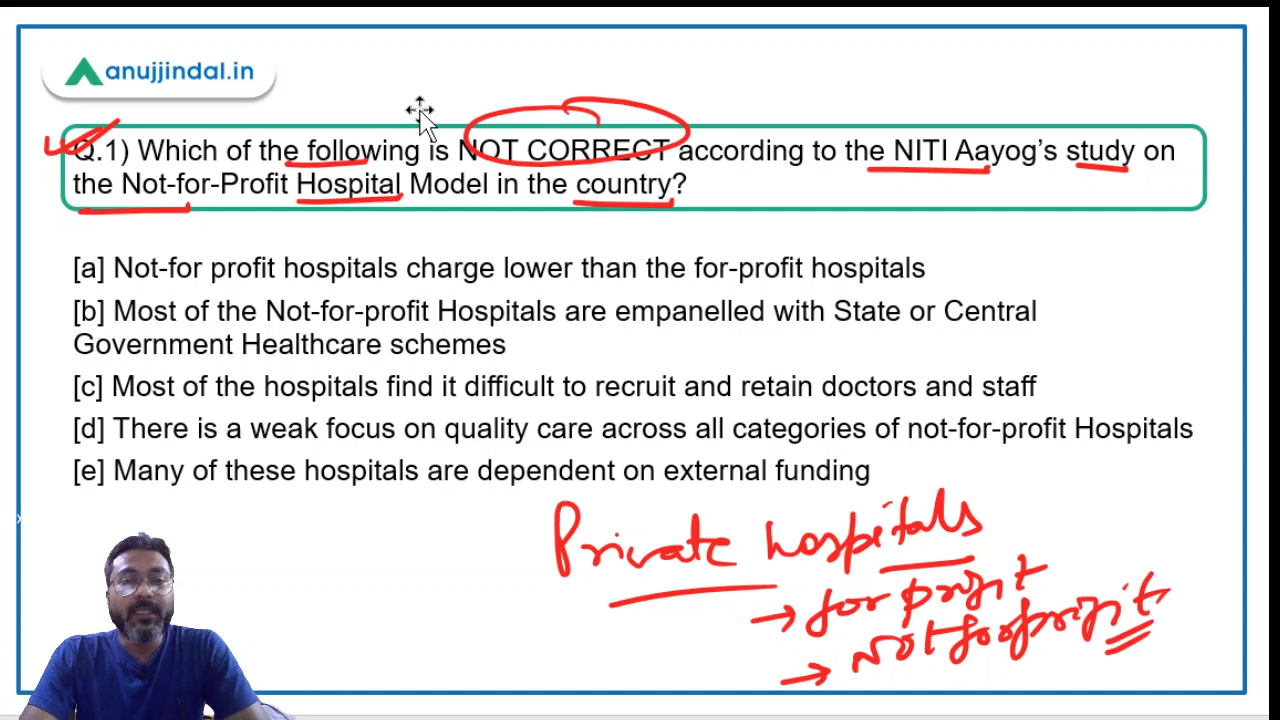 anujjindal.in
Q.1) Which of the following is NOT CORRECT according to the NITI Aayog's study on
the Not-for-Profit Hospital Model in the country?
[a] Not-for profit hospitals charge lower than the for-profit hospitals
[b] Most of the Not-for-profit Hospitals are empanelled with State or Central
Government Healthcare schemes
[c] Most of the hospitals find it difficult to recruit and retain doctors and staff
[d] There is a weak focus on quality care across all categories of not-for-profit Hospitals
[e] Many of these hospitals are dependent on external funding
Private hospitals
→ for profit
→ Not for profit